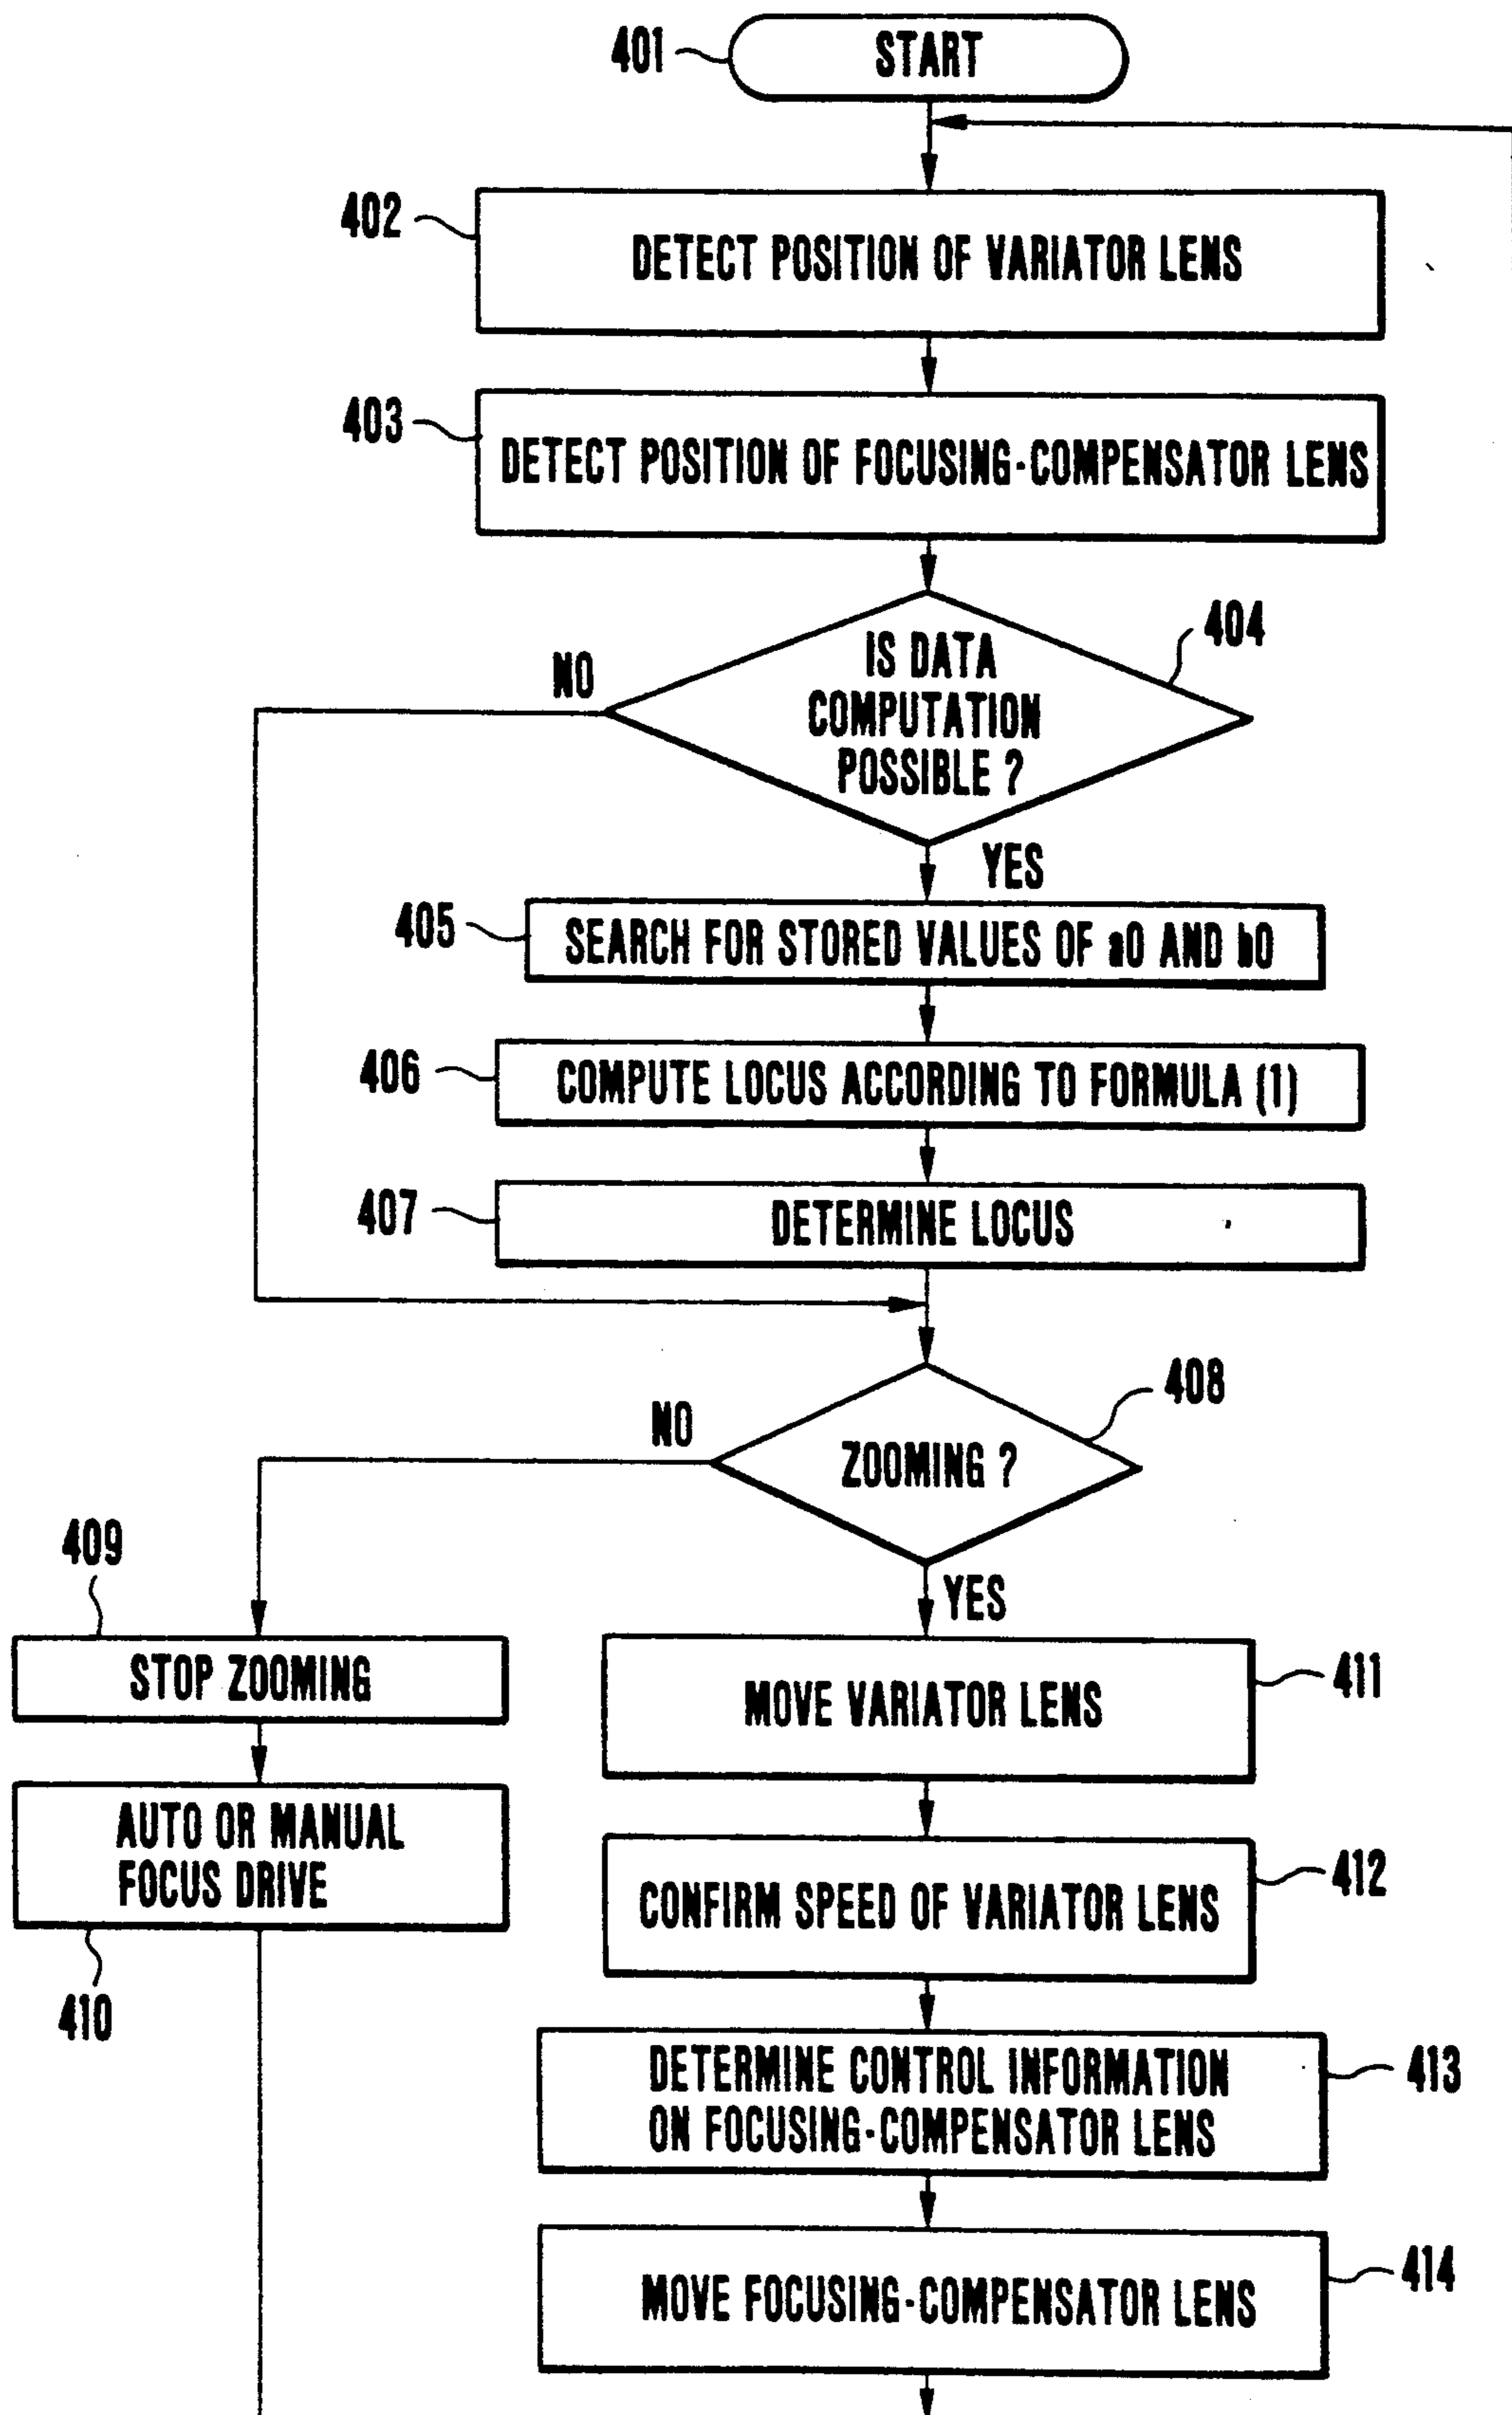 401
START
402
DETECT POSITION OF VARIATOR LENS
403
DETECT POSITION OF FOCUSING-COMPENSATOR LENS
404
IS DATA
COMPUTATION
POSSIBLE ?
NO
YES
405
SEARCH FOR STORED VALUES OF a0 AND b0
406
COMPUTE LOCUS ACCORDING TO FORMULA (1)
407
DETERMINE LOCUS
408
ZOOMING ?
NO
YES
409
STOP ZOOMING
AUTO OR MANUAL
FOCUS DRIVE
410
411
MOVE VARIATOR LENS
412
CONFIRM SPEED OF VARIATOR LENS
413
DETERMINE CONTROL INFORMATION
ON FOCUSING-COMPENSATOR LENS
414
MOVE FOCUSING-COMPENSATOR LENS